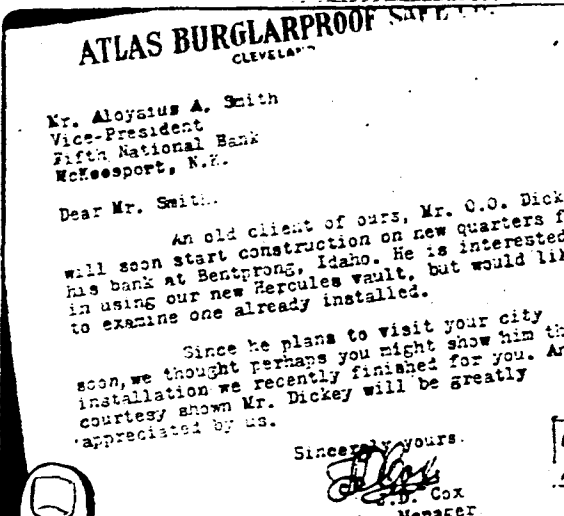 ATLAS BURGLARPROOF SAFE
CLEVELAN
Mr. Aloysius A. Smith
Vice-President
Fifth National Bank
McKeesport, N.H.
Dear Mr. Smith.
An old client of ours, Mr. O.O. Dick
will soon start construction on new quarters f
his bank at Bentprong, Idaho. He is interested
in using our new Hercules vault, but would lik
to examine one already installed.
Since he plans to visit your city
soon, we thought perhaps you might show him th
installation we recently finished for you. An
courtesy shown Mr. Dickey will be greatly
appreciated by us.
Sincerely yours.
J.D. Cox
Manager